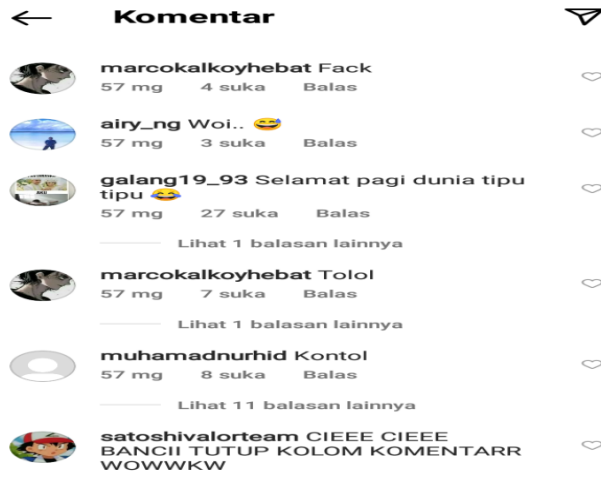 Komentar
marcokalkoyhebat Fack
57 mg 4 suka Balas
airy_ng Woi.. 😅
57 mg 3 suka Balas
galang19_93 Selamat pagi dunia tipu
tipu 😂
57 mg 27 suka Balas
Lihat 1 balasan lainnya
marcokalkoyhebat Tolol
57 mg 7 suka Balas
Lihat 1 balasan lainnya
muhamadnurhid Kontol
57 mg 8 suka Balas
Lihat 11 balasan lainnya
satoshivalorteam CIEEE CIEEE
BANCII TUTUP KOLOM KOMENTARR
WOWWKW